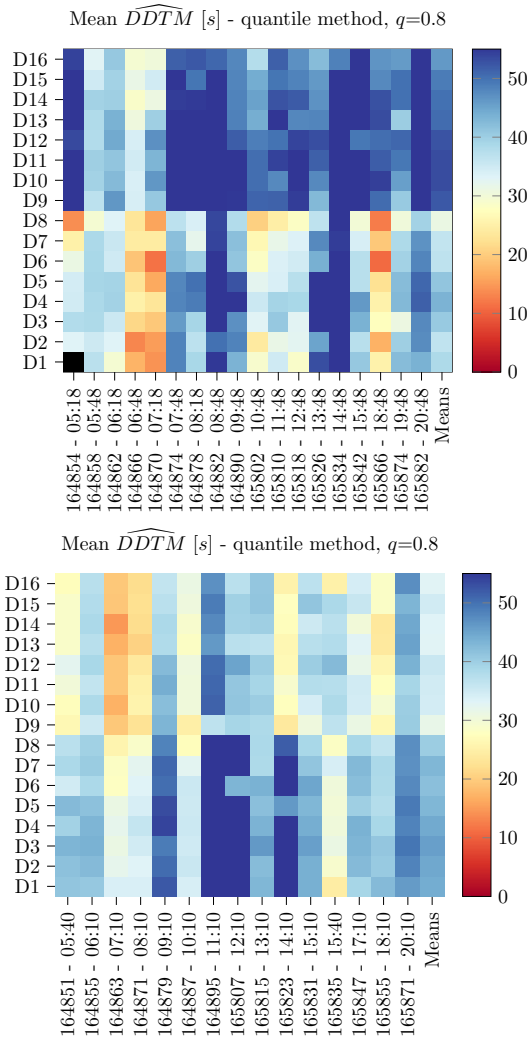 Mean DDTM [s] - quantile method, q=0.8
D16
D15
D14
D13
D12
D11
D10
D9
D8
D7
D6
D5
D4
D3
D2
D1
50
40
30
20
10
0
164854 - 05:18
164858 - 05:48
164862 - 06:18
164866 - 06:48
164870 - 07:18
164874 - 07:48
164878 - 08:18
164882 - 08:48
164890 - 09:48
165802 - 10:48
165810 - 11:48
165818 - 12:48
165826 - 13:48
165834 - 14:48
165842 - 15:48
165866 - 18:48
165874 - 19:48
165882 - 20:48
Means
Mean DDTM [s] - quantile method, q=0.8
D16
D15
D14
D13
D12
D11
D10
D9
D8
D7
D6
D5
D4
D3
D2
D1
50
40
30
20
10
0
164851 - 05:40
164855 - 06:10
164863 - 07:10
164871 - 08:10
164879 - 09:10
164887 - 10:10
164895 - 11:10
165807 - 12:10
165815 - 13:10
165823 - 14:10
165831 - 15:10
165835 - 15:40
165847 - 17:10
165855 - 18:10
165871 - 20:10
Means